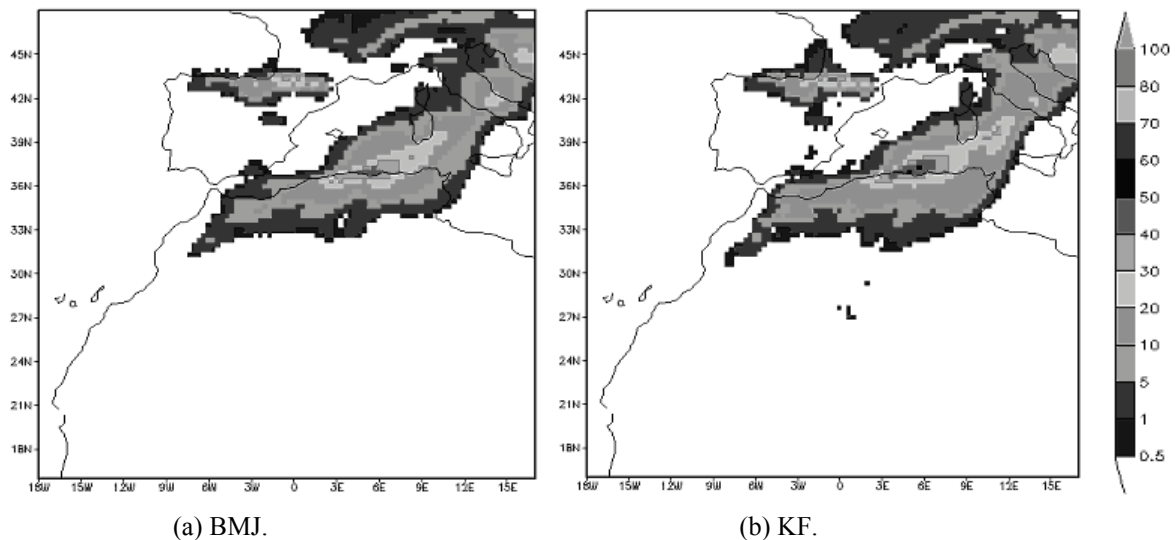 45N
42N
39N
36N
33N
30N
27N
24N
21N
18N
18W 15W 12W 9W 6W 3W 0 3E 6E 9E 12E 15E
(a) BMJ.
45N
42N
39N
36N
33N
30N
27N
24N
21N
18N
18W 15W 12W 9W 6W 3W 0 3E 6E 9E 12E 15E
(b) KF.
100
80
70
60
50
40
30
20
10
5
1
0.5